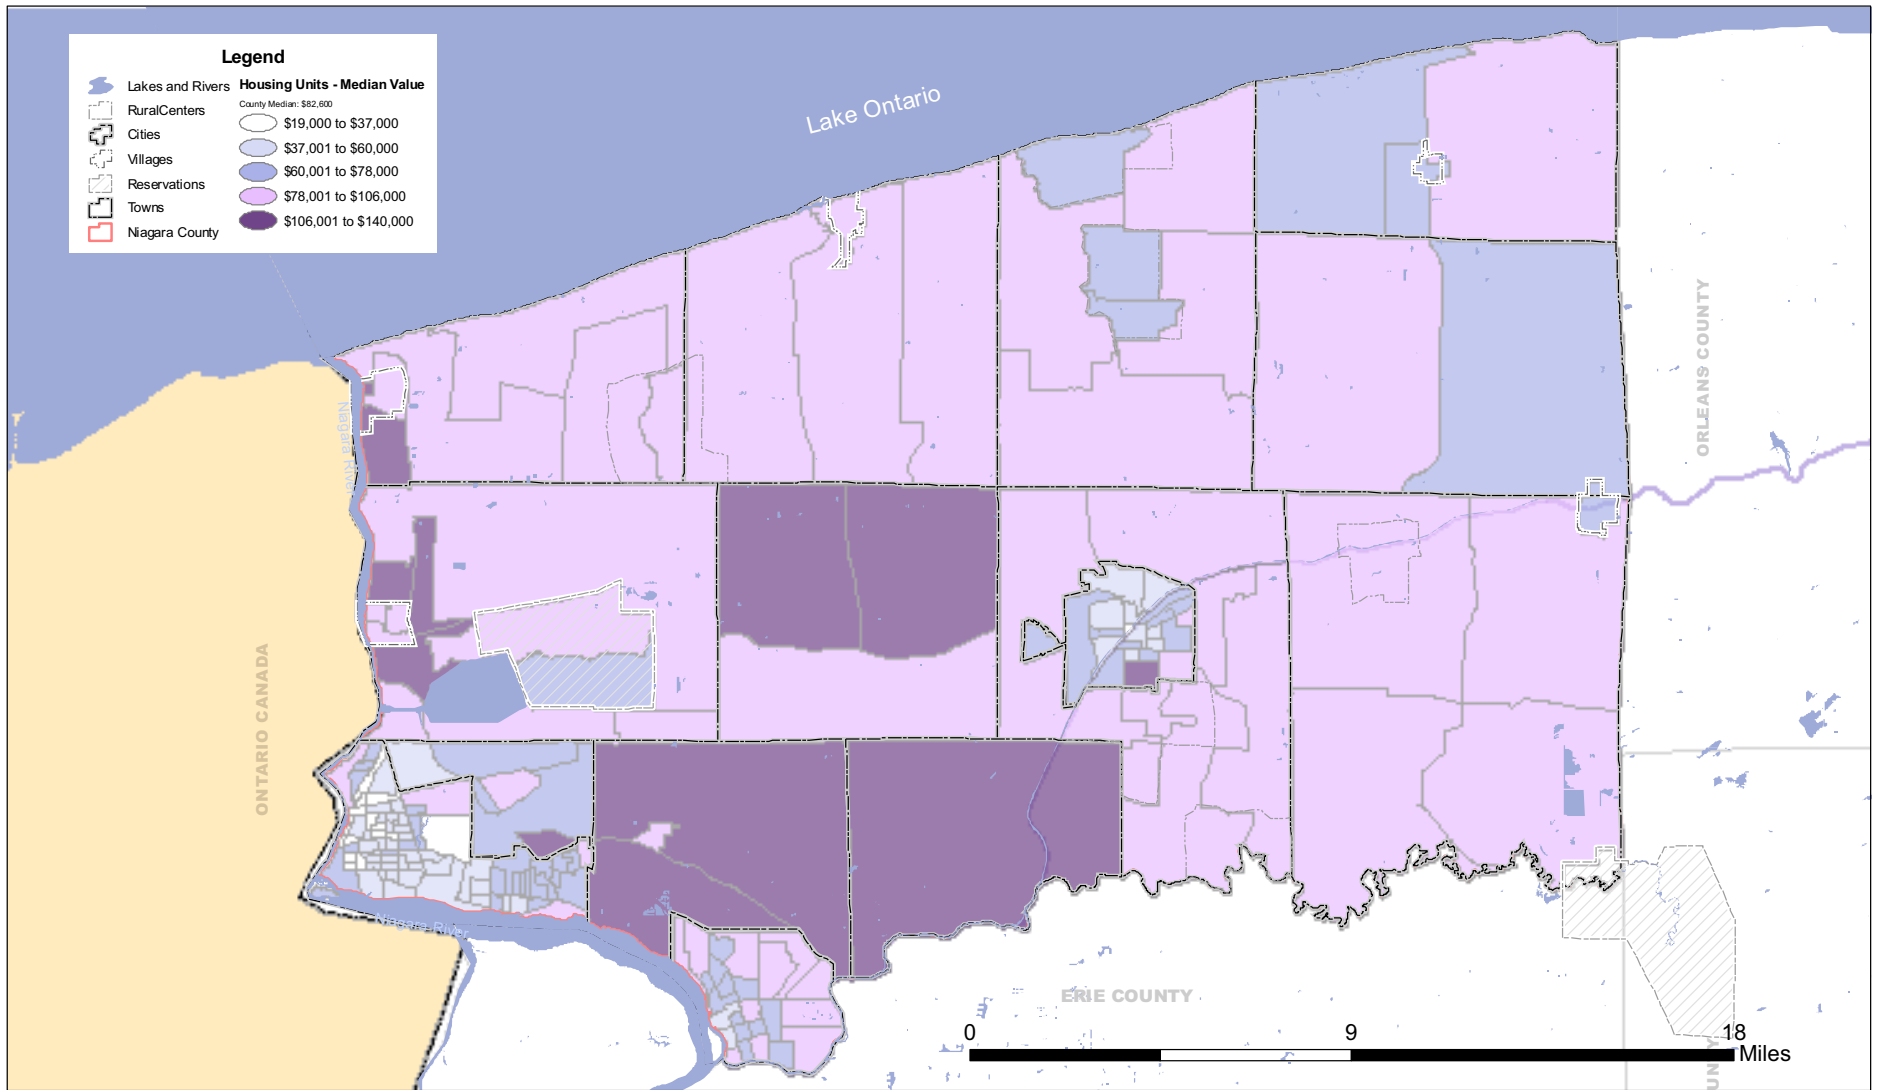 Legend
Lakes and Rivers
RuralCenters
Cities
Villages
Reservations
Towns
Niagara County
Housing Units - Median Value
County Median: $82,600
$19,000 to $37,000
$37,001 to $60,000
$60,001 to $78,000
$78,001 to $106,000
$106,001 to $140,000
Lake Ontario
Niagara River
ORLEANS COUNTY
ONTARIO CANADA
Niagara River
ERIE COUNTY
0
9
18
Miles